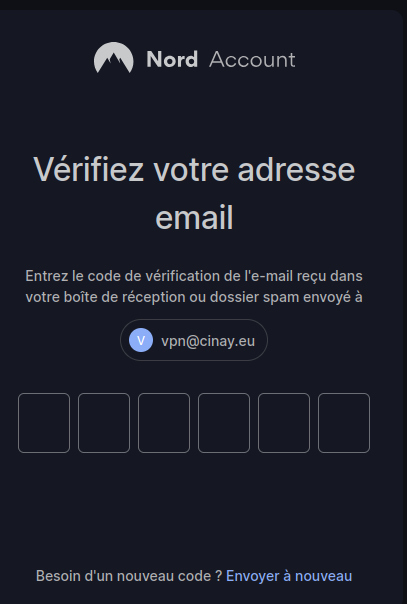 Nord Account
Vérifiez votre adresse
email
Entrez le code de vérification de l'e-mail reçu dans
votre boîte de réception ou dossier spam envoyé à
V vpn@cinay.eu
Besoin d'un nouveau code ? Envoyer à nouveau